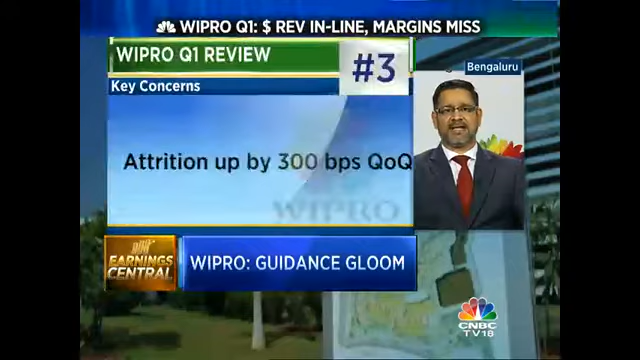 WIPRO Q1: $ REV IN-LINE, MARGINS MISS
WIPRO Q1 REVIEW
#3
Bengaluru
Key Concerns
Attrition up by 300 bps QoQ
WIPRO
EARNINGS
CENTRAL
WIPRO: GUIDANCE GLOOM
CNBC
TV18